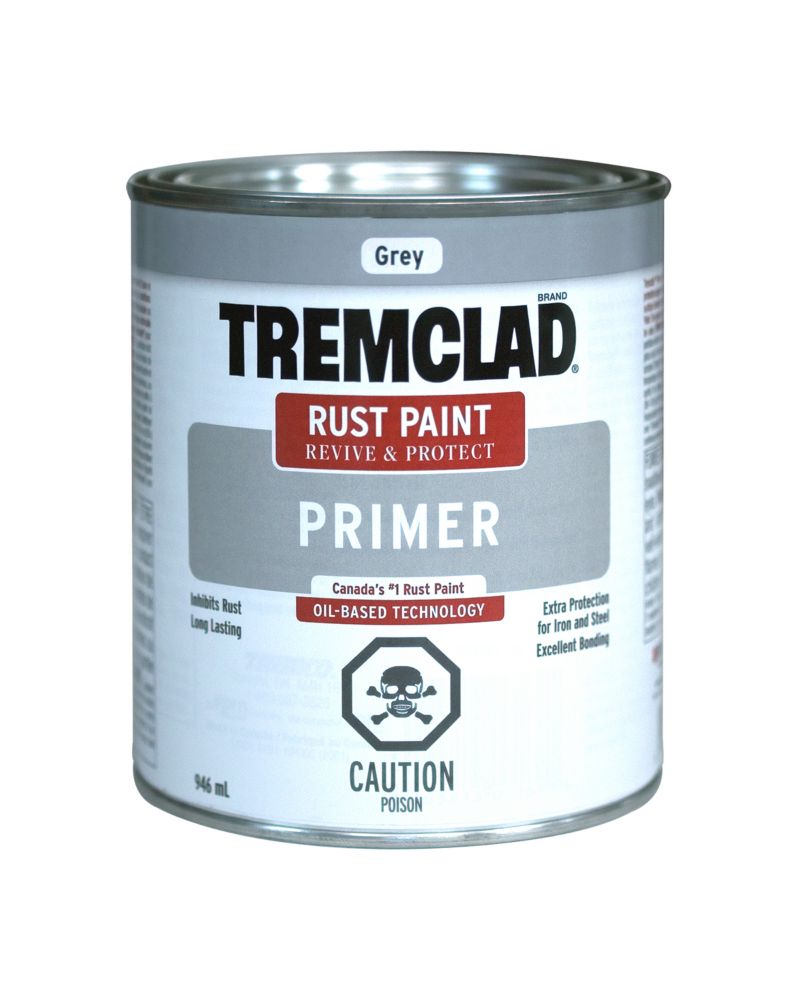 Grey
BRAND
TREMCLAD®
RUST PAINT
REVIVE & PROTECT
PRIMER
Canada's #1 Rust Paint
OIL-BASED TECHNOLOGY
Inhibits Rust
Long Lasting
Extra Protection
for Iron and Steel
Excellent Bonding
CAUTION
POISON
946 mL